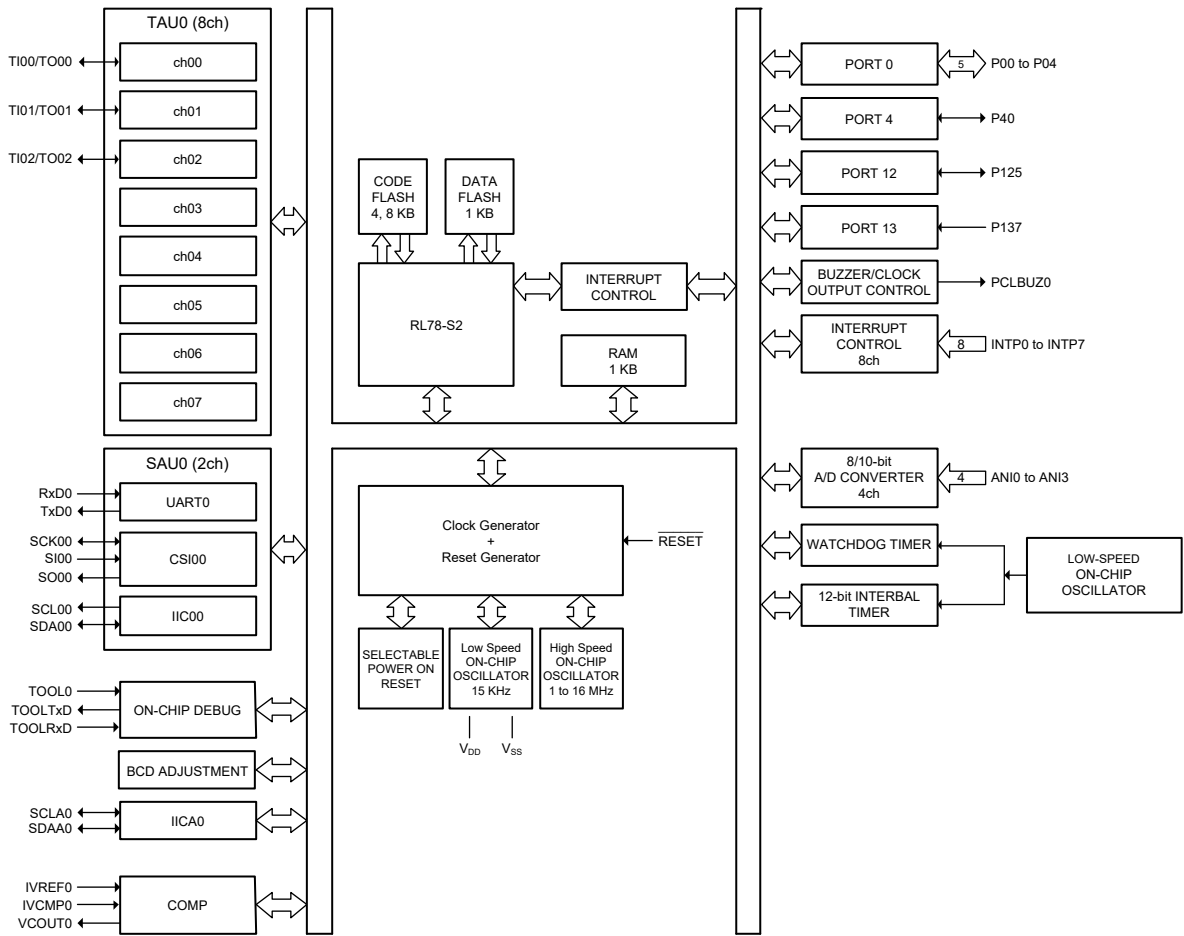 TAU0 (8ch)
TI00/TO00
ch00
TI01/TO01
ch01
TI02/TO02
ch02
ch03
ch04
ch05
ch06
ch07
SAU0 (2ch)
RxD0
TxD0
UART0
SCK00
SI00
SO00
CSI00
SCL00
SDA00
IIC00
TOOL0
TOOLTxD
TOOLRxD
ON-CHIP DEBUG
BCD ADJUSTMENT
SCLA0
SDAA0
IICA0
IVREF0
IVCMP0
VCOUT0
COMP
CODE
FLASH
4, 8 KB
DATA
FLASH
1 KB
RL78-S2
INTERRUPT
CONTROL
RAM
1 KB
Clock Generator
+
Reset Generator
RESET
SELECTABLE
POWER ON
RESET
Low Speed
ON-CHIP
OSCILLATOR
15 KHz
High Speed
ON-CHIP
OSCILLATOR
1 to 16 MHz
VDD
VSS
PORT 0
5
P00 to P04
PORT 4
P40
PORT 12
P125
PORT 13
P137
BUZZER/CLOCK
OUTPUT CONTROL
PCLBUZ0
INTERRUPT
CONTROL
8ch
8
INTP0 to INTP7
8/10-bit
A/D CONVERTER
4ch
4
ANI0 to ANI3
WATCHDOG TIMER
12-bit INTERBAL
TIMER
LOW-SPEED
ON-CHIP
OSCILLATOR